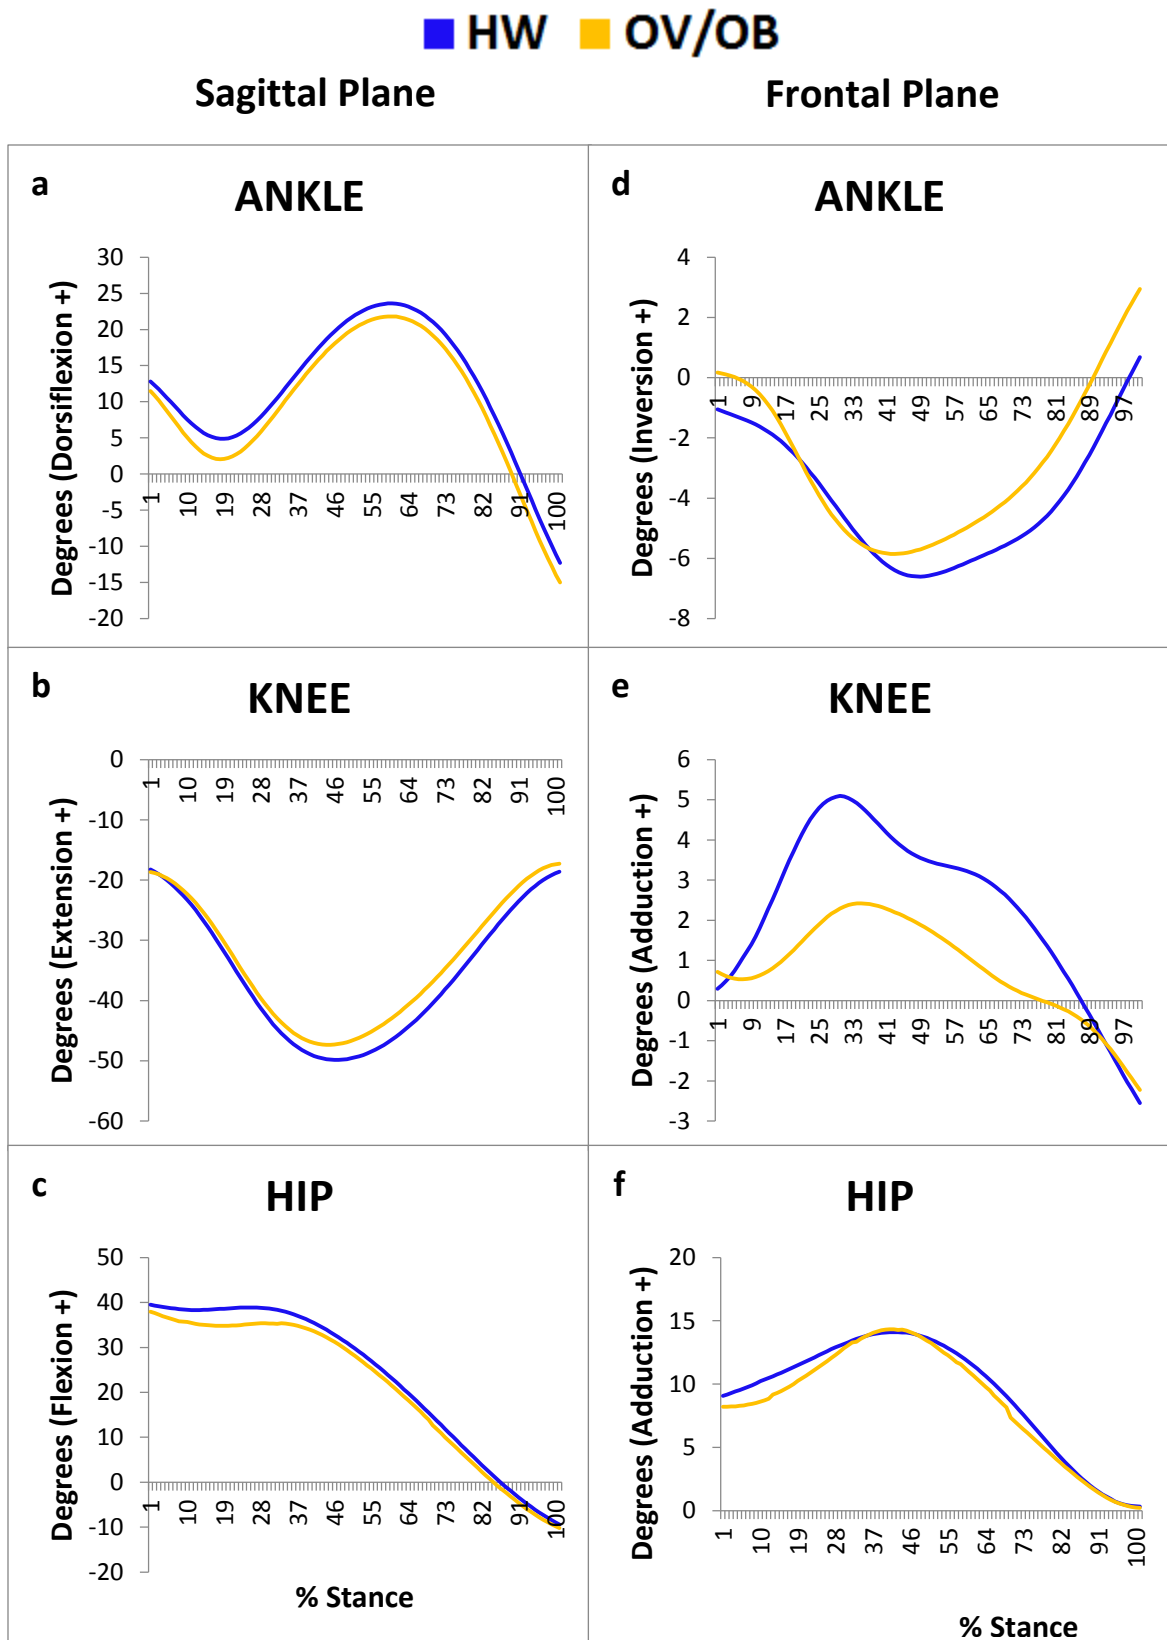 HW OV/OB
Sagittal Plane
Frontal Plane
a
ANKLE
Degrees (Dorsiflexion +)
30
25
20
15
10
5
0
-5
-10
-15
-20
1 10 19 28 37 46 55 64 73 82 91 100
d
ANKLE
Degrees (Inversion +)
4
2
0
-2
-4
-6
-8
1 9 17 25 33 41 49 57 65 73 81 89 97
b
KNEE
Degrees (Extension +)
0
-10
-20
-30
-40
-50
-60
1 10 19 28 37 46 55 64 73 82 91 100
e
KNEE
Degrees (Adduction +)
6
5
4
3
2
1
0
-1
-2
-3
1 9 17 25 33 41 49 57 65 73 81 89 97
c
HIP
Degrees (Flexion +)
50
40
30
20
10
0
-10
-20
1 10 19 28 37 46 55 64 73 82 91 100
% Stance
f
HIP
Degrees (Adduction +)
20
15
10
5
0
1 10 19 28 37 46 55 64 73 82 91 100
% Stance